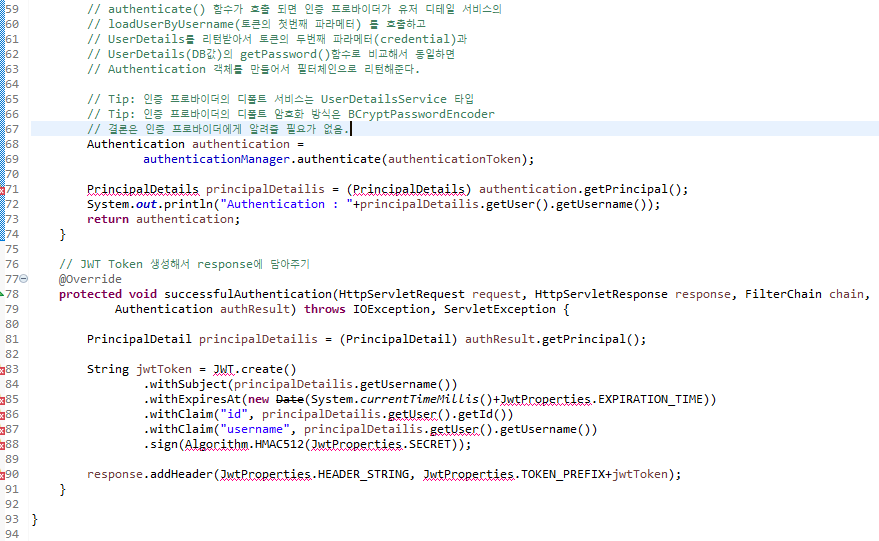 59 // authenticate() 함수가 호출 되면 인증 프로바이더가 유저 디테일 서비스의
60 // loadUserByUsername(토큰의 첫번째 파라메터) 를 호출하고
61 // UserDetails를 리턴받아서 토큰의 두번째 파라메터(credential)과
62 // UserDetails(DB값)의 getPassword()함수로 비교해서 동일하면
63 // Authentication 객체를 만들어서 필터체인으로 리턴해준다.
64
65 // Tip: 인증 프로바이더의 디폴트 서비스는 UserDetailsService 타입
66 // Tip: 인증 프로바이더의 디폴트 암호화 방식은 BCryptPasswordEncoder
67 // 결론은 인증 프로바이더에게 알려줄 필요가 없음.
68 Authentication authentication =
69 authenticationManager.authenticate(authenticationToken);
70
71 PrincipalDetails principalDetailis = (PrincipalDetails) authentication.getPrincipal();
72 System.out.println("Authentication : "+principalDetailis.getUser().getUsername());
73 return authentication;
74 }
75
76 // JWT Token 생성해서 response에 담아주기
77 @Override
78 protected void successfulAuthentication(HttpServletRequest request, HttpServletResponse response, FilterChain chain,
79 Authentication authResult) throws IOException, ServletException {
80
81 PrincipalDetail principalDetailis = (PrincipalDetail) authResult.getPrincipal();
82
83 String jwtToken = JWT.create()
84 .withSubject(principalDetailis.getUsername())
85 .withExpiresAt(new Date(System.currentTimeMillis()+JwtProperties.EXPIRATION_TIME))
86 .withClaim("id", principalDetailis.getUser().getId())
87 .withClaim("username", principalDetailis.getUser().getUsername())
88 .sign(Algorithm.HMAC512(JwtProperties.SECRET));
89
90 response.addHeader(JwtProperties.HEADER_STRING, JwtProperties.TOKEN_PREFIX+jwtToken);
91 }
92
93 }
94